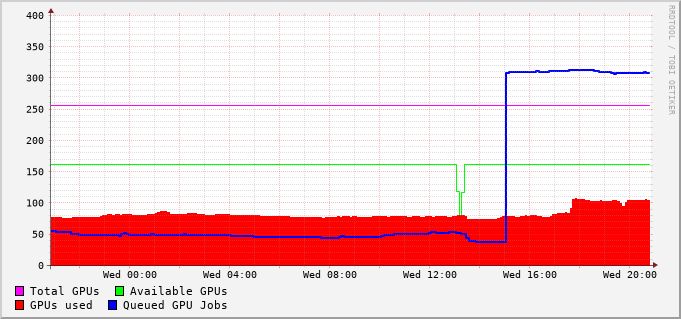 400
350
300
250
200
150
100
50
0
Wed 00:00 Wed 04:00 Wed 08:00 Wed 12:00 Wed 16:00 Wed 20:00
Total GPUs Available GPUs
GPUs used Queued GPU Jobs
RRDTOOL / TOBI OETIKER